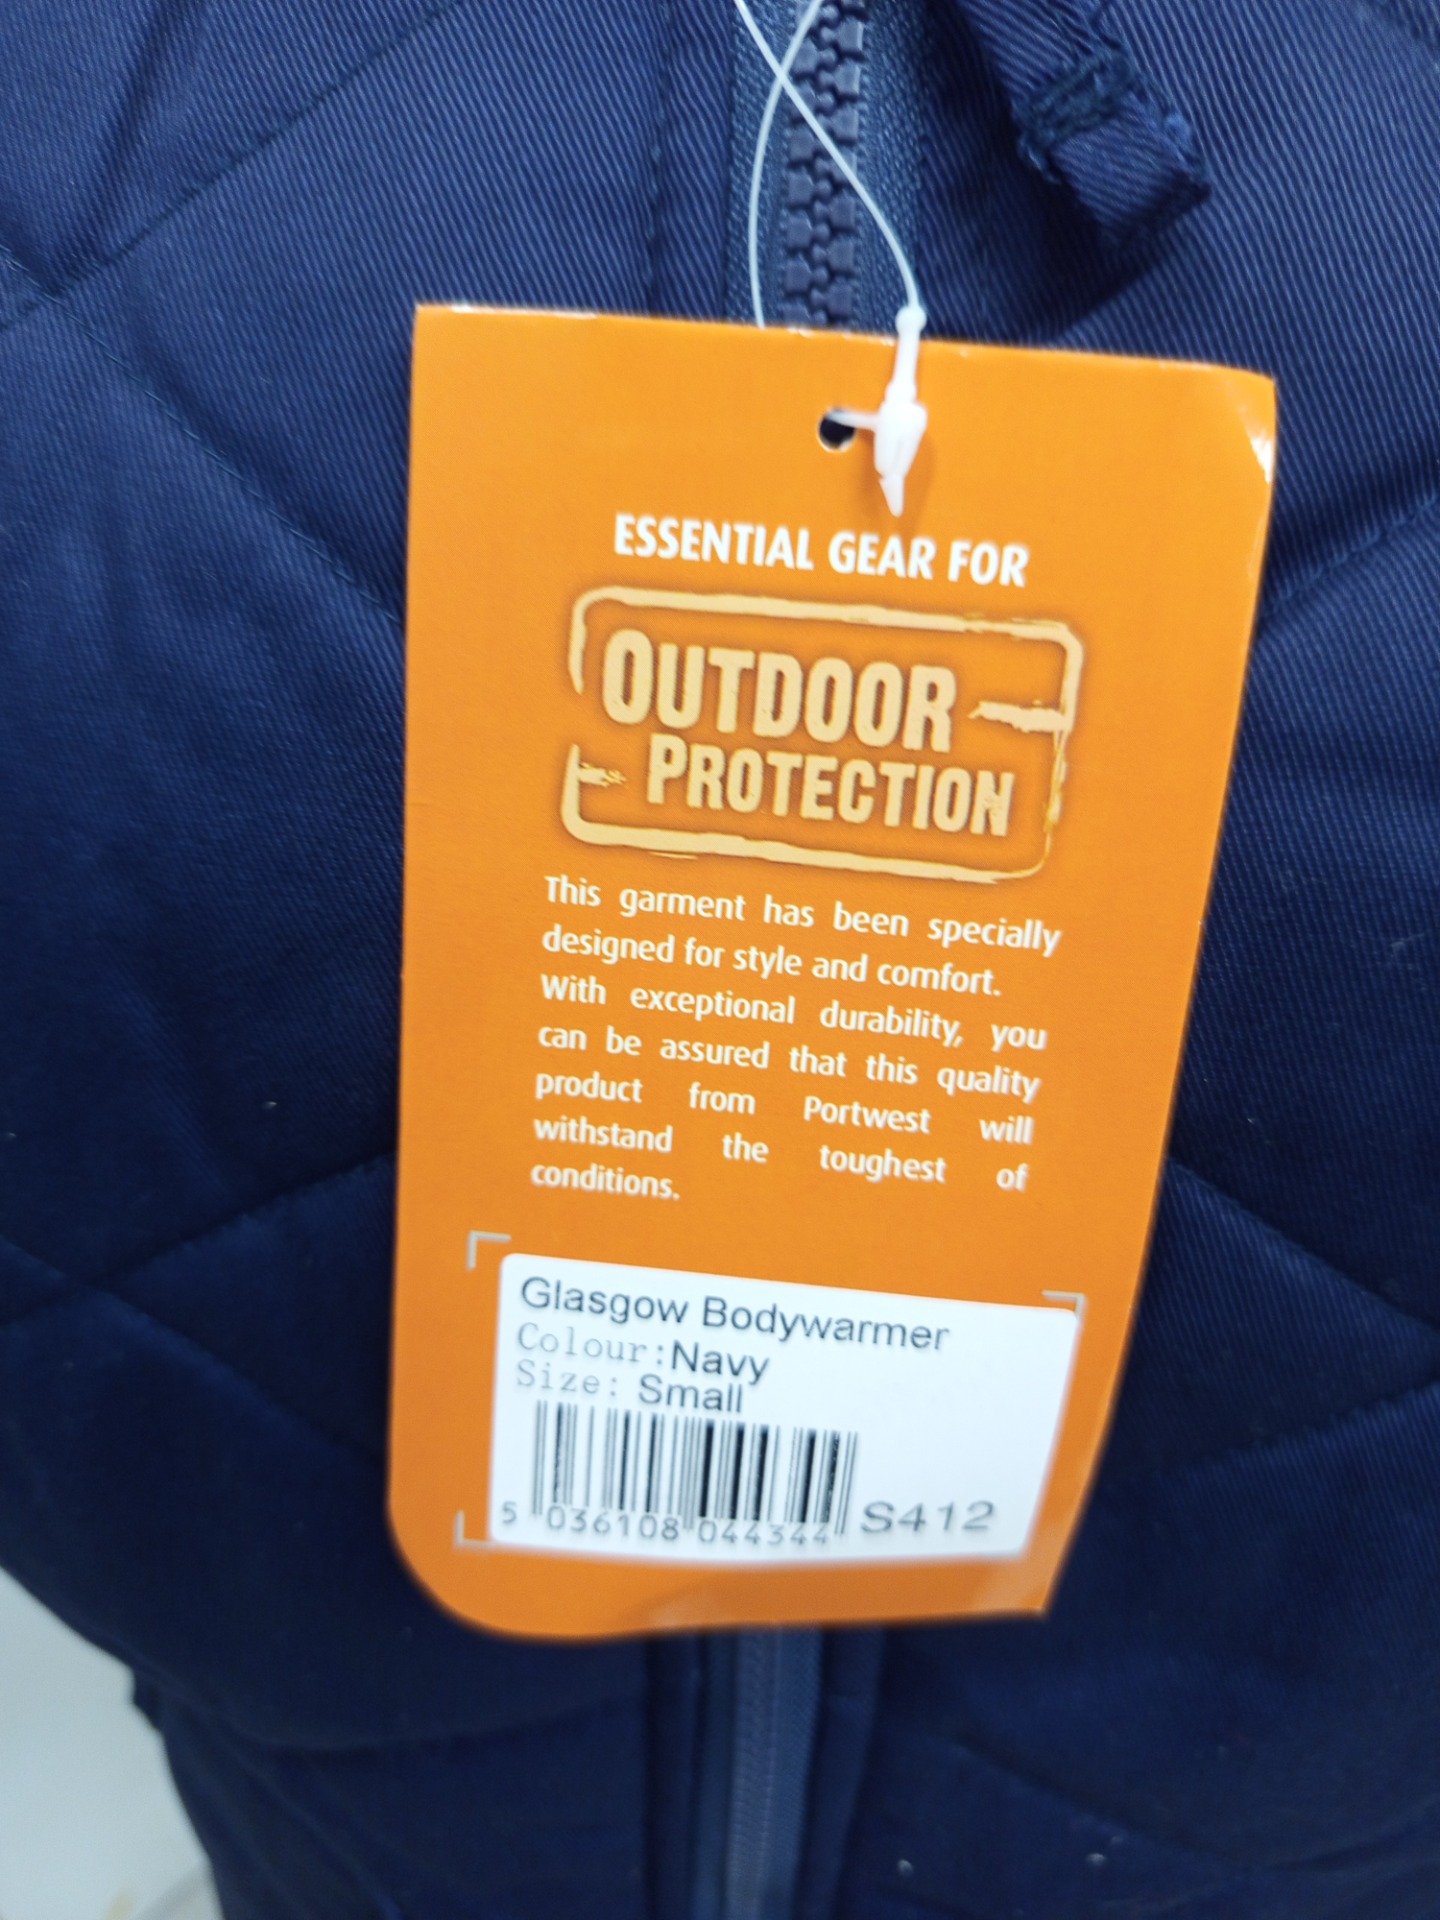 ESSENTIAL GEAR FOR
OUTDOOR
PROTECTION
This garment has been specially
designed for style and comfort.
With exceptional durability, you
can be assured that this quality
product from Portwest will
withstand the toughest of
conditions.
Glasgow Bodywarmer
Colour:Navy
Size: Small
5 036108 044344 S412